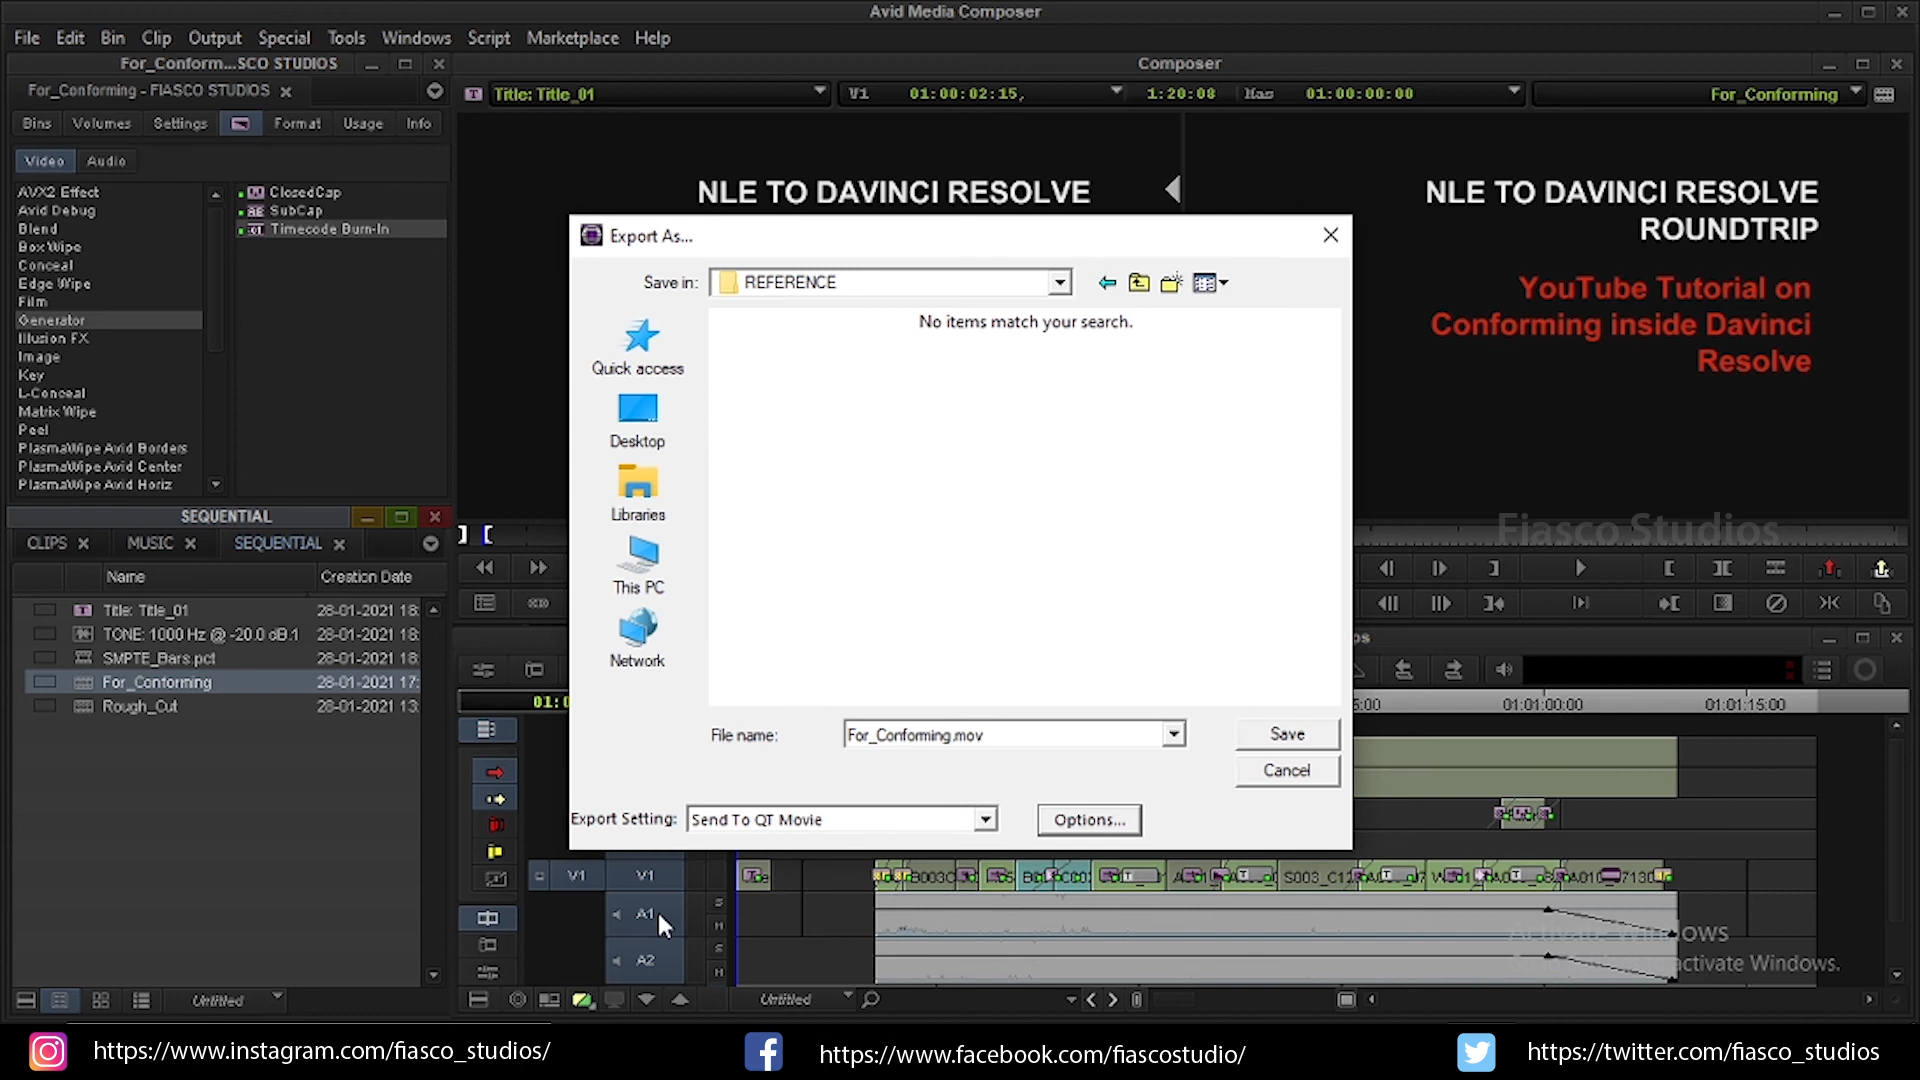 Avid Media Composer
File Edit Bin Clip Output Special Tools Windows Script Marketplace Help
For_Conform...SCO STUDIOS
Composer
For_Conforming - FIASCO STUDIOS
Title: Title_01
V1 01:00:02:15,
1:20:08 Mas 01:00:00:00
For_Conforming
Bins Volumes Settings Format Usage Info
Video Audio
AVX2 Effect
Avid Debug
Blend
Box Wipe
Conceal
Edge Wipe
Film
Generator
Illusion FX
Image
Key
L-Conceal
Matrix Wipe
Peel
PlasmaWipe Avid Borders
PlasmaWipe Avid Center
PlasmaWipe Avid Horiz
ClosedCap
SubCap
Timecode Burn-In
NLE TO DAVINCI RESOLVE
NLE TO DAVINCI RESOLVE
ROUNDTRIP
YouTube Tutorial on
Conforming inside Davinci
Resolve
Fiasco Studios
Export As...
Save in: REFERENCE
No items match your search.
Quick access
Desktop
Libraries
This PC
Network
File name: For_Conforming.mov
Save
Cancel
Export Setting: Send To QT Movie
Options...
SEQUENTIAL
CLIPS MUSIC SEQUENTIAL
Name Creation Date
Title: Title_01 28-01-2021 18:
TONE: 1000 Hz @ -20.0 dB.1 28-01-2021 18:
SMPTE_Bars.pct 28-01-2021 18:
For_Conforming 28-01-2021 17:
Rough_Cut 28-01-2021 13:
Untitled
01:01:00:00
01:01:15:00
V1 V1
A1
A2
S
M
S
M
B003C
S003_C12
Untitled
activate Windows.
https://www.instagram.com/fiasco_studios/
https://www.facebook.com/fiascostudio/
https://twitter.com/fiasco_studios